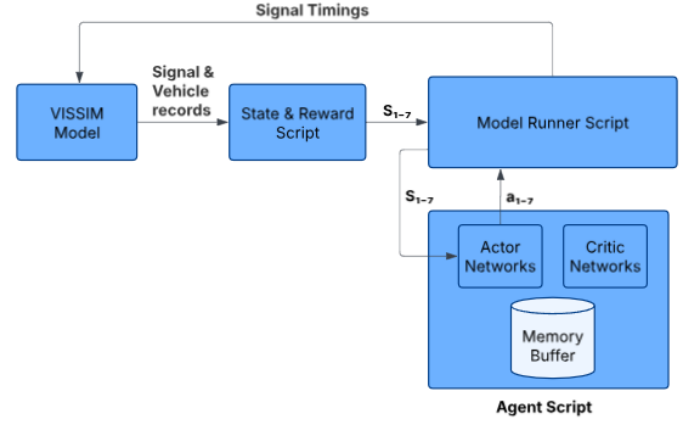 Signal Timings
Signal &
Vehicle
records
VISSIM
Model
State & Reward
Script
S₁₋₇
Model Runner Script
S₁₋₇
a₁₋₇
Actor
Networks
Critic
Networks
Memory
Buffer
Agent Script